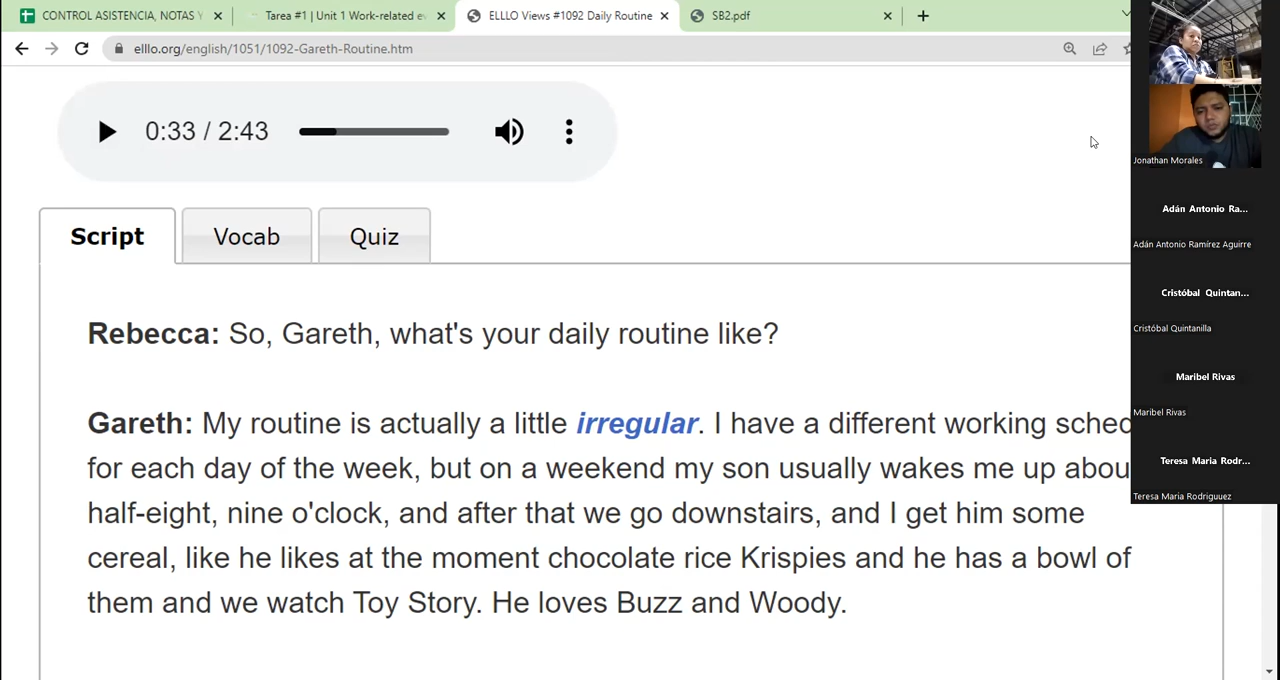 CONTROL ASISTENCIA, NOTAS Y
Tarea #1 | Unit 1 Work-related ev
ELLLO Views #1092 Daily Routine
SB2.pdf
elllo.org/english/1051/1092-Gareth-Routine.htm
0:33 / 2:43
Script
Vocab
Quiz
Rebecca: So, Gareth, what's your daily routine like?
Gareth: My routine is actually a little irregular. I have a different working sched
for each day of the week, but on a weekend my son usually wakes me up abou
half-eight, nine o'clock, and after that we go downstairs, and I get him some
cereal, like he likes at the moment chocolate rice Krispies and he has a bowl of
them and we watch Toy Story. He loves Buzz and Woody.
Jonathan Morales
Adán Antonio Ra...
Adán Antonio Ramírez Aguirre
Cristóbal Quintan...
Cristóbal Quintanilla
Maribel Rivas
Maribel Rivas
Teresa Maria Rodr...
Teresa Maria Rodriguuez